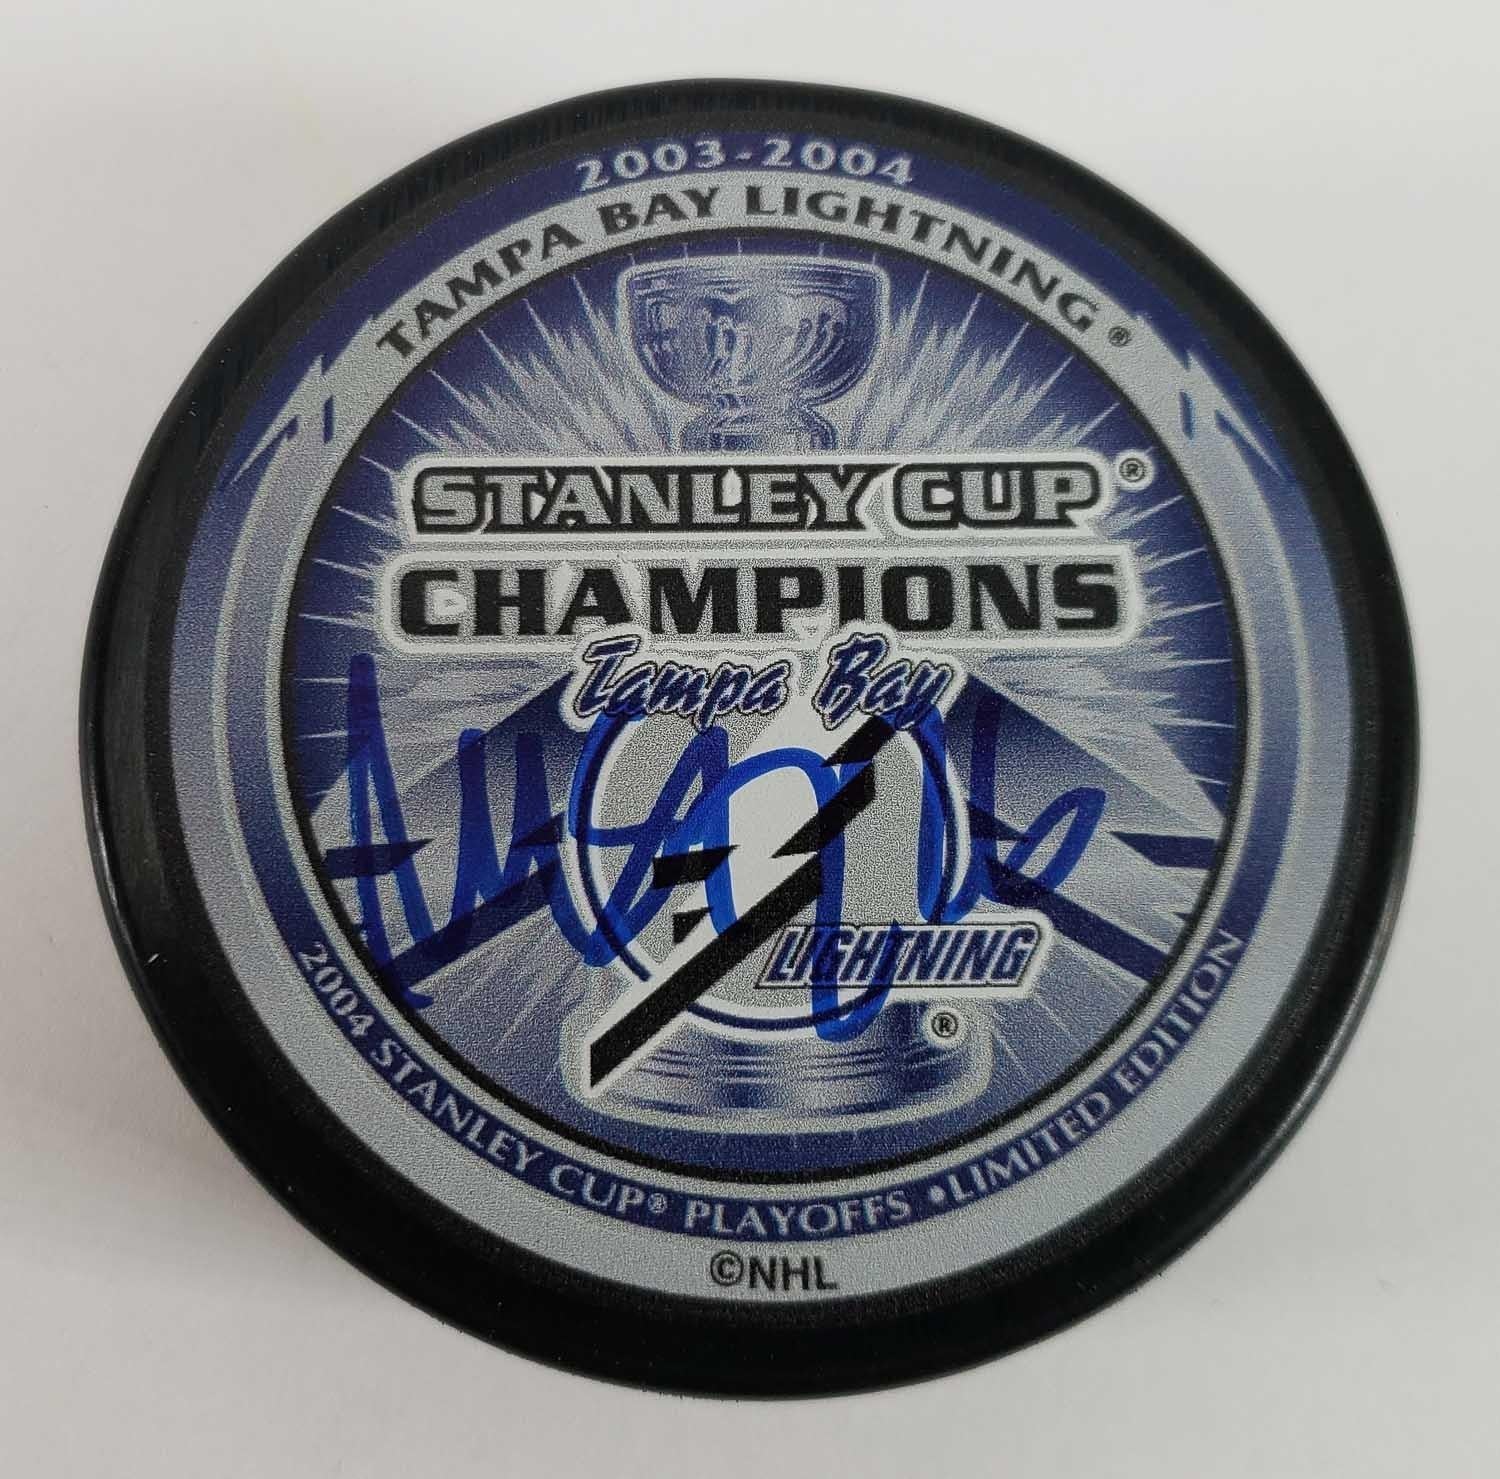 2003-2004
TAMPA BAY LIGHTNING®
STANLEY CUP®
CHAMPIONS
Tampa Bay
LIGHTNING
®
2004 STANLEY CUP® PLAYOFFS • LIMITED EDITION
©NHL